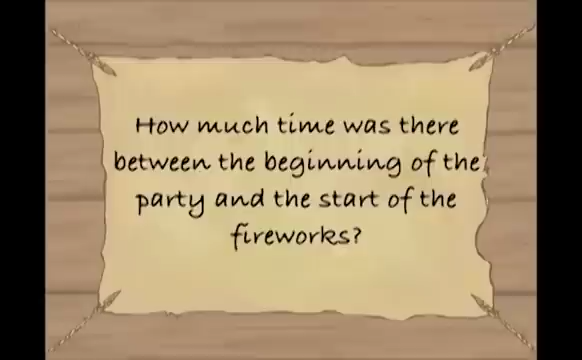 How much time was there
between the beginning of the
party and the start of the
fireworks?